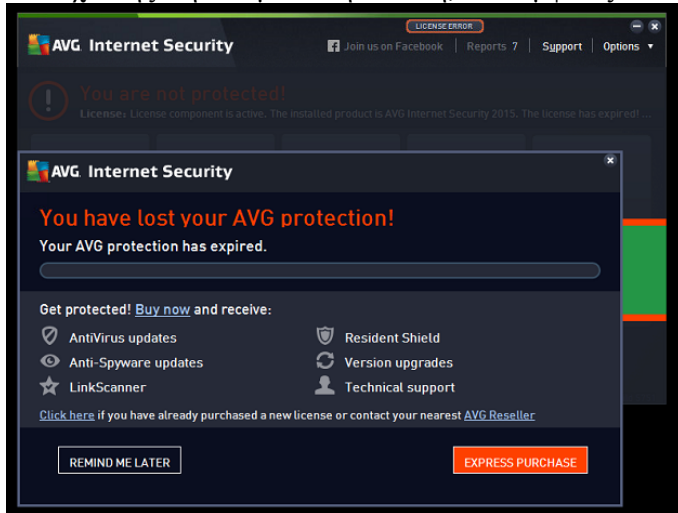 LICENSE ERROR
AVG. Internet Security
Join us on Facebook Reports 7 Support Options
You are not protected!
License: License component is active. The installed product is AVG Internet Security 2015. The license has expired! ...
AVG. Internet Security
You have lost your AVG protection!
Your AVG protection has expired.
Get protected! Buy now and receive:
AntiVirus updates
Resident Shield
Anti-Spyware updates
Version upgrades
LinkScanner
Technical support
Click here if you have already purchased a new license or contact your nearest AVG Reseller
REMIND ME LATER
EXPRESS PURCHASE